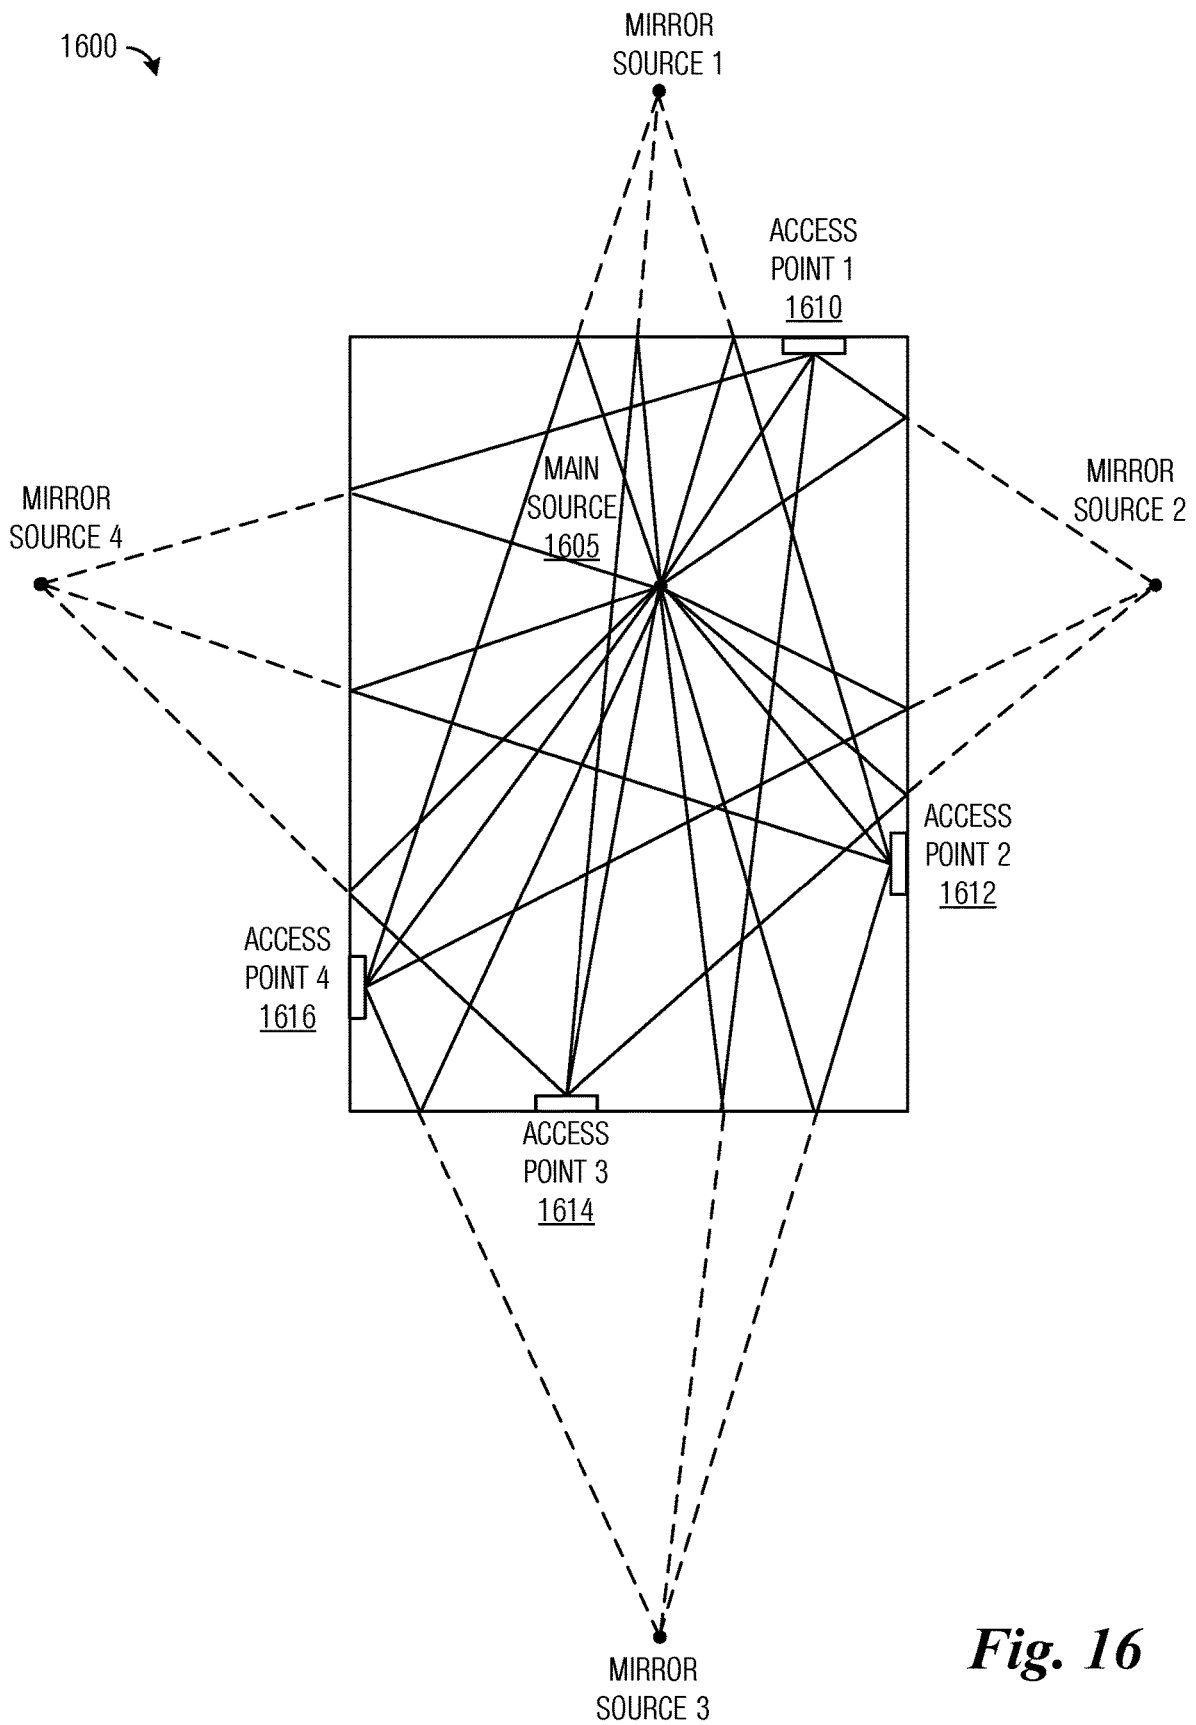 1600
MIRROR
SOURCE 1
ACCESS
POINT 1
1610
MAIN
SOURCE
1605
MIRROR
SOURCE 4
MIRROR
SOURCE 2
ACCESS
POINT 2
1612
ACCESS
POINT 4
1616
ACCESS
POINT 3
1614
MIRROR
SOURCE 3
Fig. 16